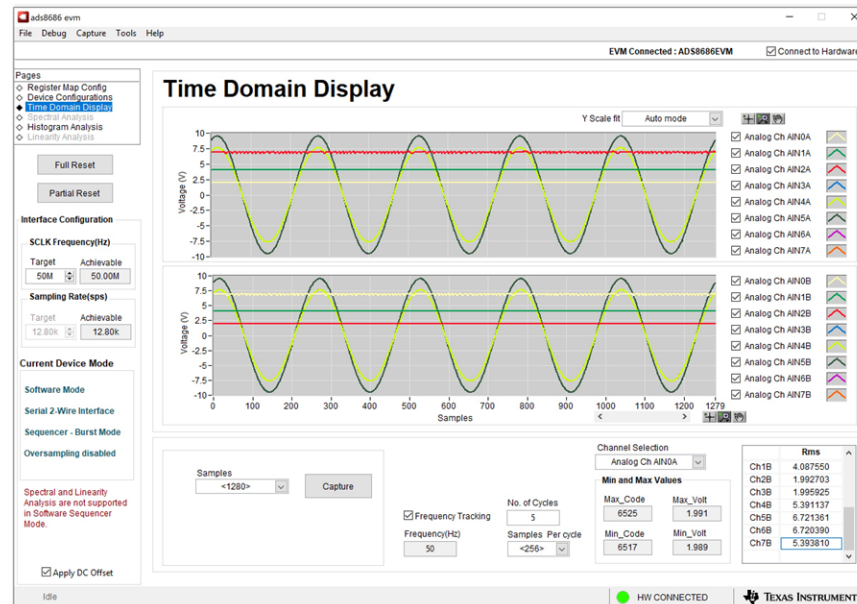 ads8686 evm
File Debug Capture Tools Help
EVM Connected : ADS8686EVM
Connect to Hardware
Pages
Register Map Config
Device Configurations
Time Domain Display
Spectral Analysis
Histogram Analysis
Linearity Analysis
Full Reset
Partial Reset
Interface Configuration
SCLK Frequency(Hz)
Target Achievable
50M 50.00M
Sampling Rate(sps)
Target Achievable
12.80k 12.80k
Current Device Mode
Software Mode
Serial 2-Wire Interface
Sequencer - Burst Mode
Oversampling disabled
Spectral and Linearity
Analysis are not supported
in Software Sequencer
Mode.
Apply DC Offset
Time Domain Display
Y Scale fit Auto mode
Voltage (V)
10
7.5
5
2.5
0
-2.5
-5
-7.5
-10
Analog Ch AIN0A
Analog Ch AIN1A
Analog Ch AIN2A
Analog Ch AIN3A
Analog Ch AIN4A
Analog Ch AIN5A
Analog Ch AIN6A
Analog Ch AIN7A
Voltage (V)
10
7.5
5
2.5
0
-2.5
-5
-7.5
-10
0 100 200 300 400 500 600 700 800 900 1000 1100 1200 1279
Samples
Analog Ch AIN0B
Analog Ch AIN1B
Analog Ch AIN2B
Analog Ch AIN3B
Analog Ch AIN4B
Analog Ch AIN5B
Analog Ch AIN6B
Analog Ch AIN7B
Samples
<1280>
Capture
Frequency Tracking
Frequency(Hz)
50
No. of Cycles
5
Samples Per cycle
<256>
Channel Selection
Analog Ch AIN0A
Min and Max Values
Max_Code Max_Volt
6525 1.991
Min_Code Min_Volt
6517 1.989
Rms
Ch1B 4.087550
Ch2B 1.992703
Ch3B 1.995925
Ch4B 5.391137
Ch5B 6.721361
Ch6B 6.720390
Ch7B 5.393810
Idle
HW CONNECTED
TEXAS INSTRUMENT